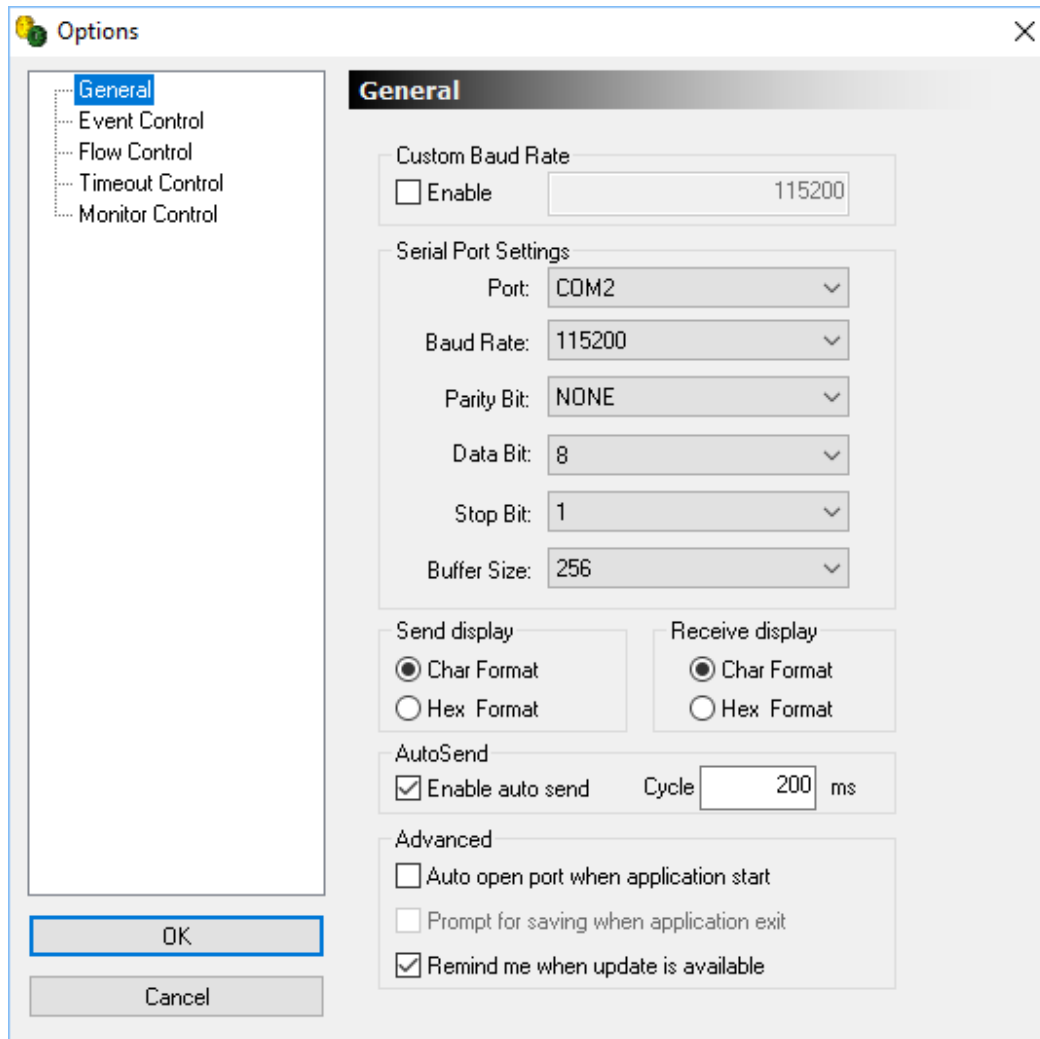 Options
General
Event Control
Flow Control
Timeout Control
Monitor Control
OK
Cancel
General
Custom Baud Rate
Enable 115200
Serial Port Settings
Port: COM2
Baud Rate: 115200
Parity Bit: NONE
Data Bit: 8
Stop Bit: 1
Buffer Size: 256
Send display
Char Format
Hex Format
Receive display
Char Format
Hex Format
AutoSend
Enable auto send Cycle 200 ms
Advanced
Auto open port when application start
Prompt for saving when application exit
Remind me when update is available